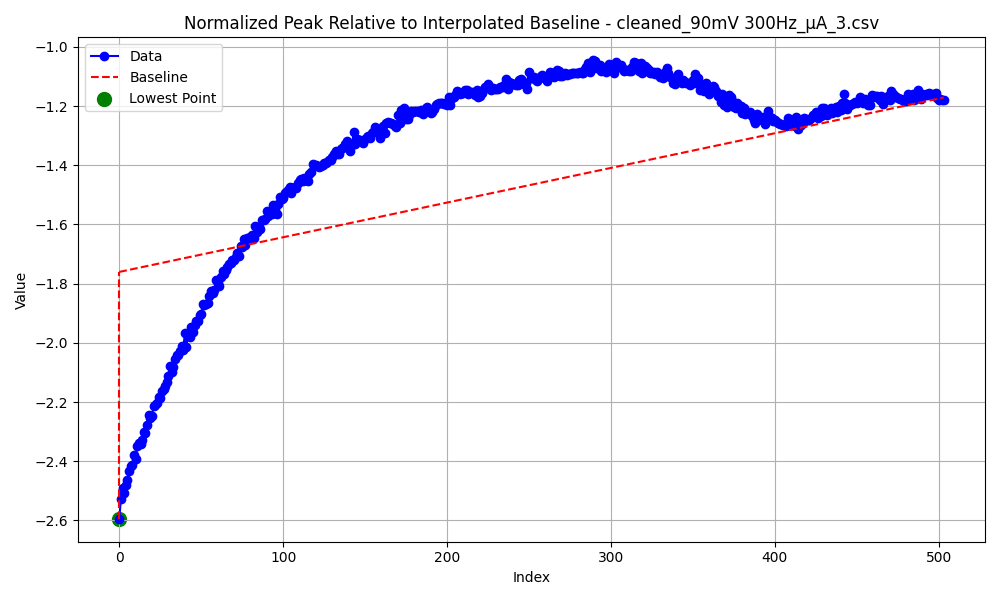 Normalized Peak Relative to Interpolated Baseline - cleaned_90mV 300Hz_μA_3.csv
Data
Baseline
Lowest Point
−1.0
−1.2
−1.4
−1.6
−1.8
−2.0
−2.2
−2.4
−2.6
Value
0
100
200
300
400
500
Index